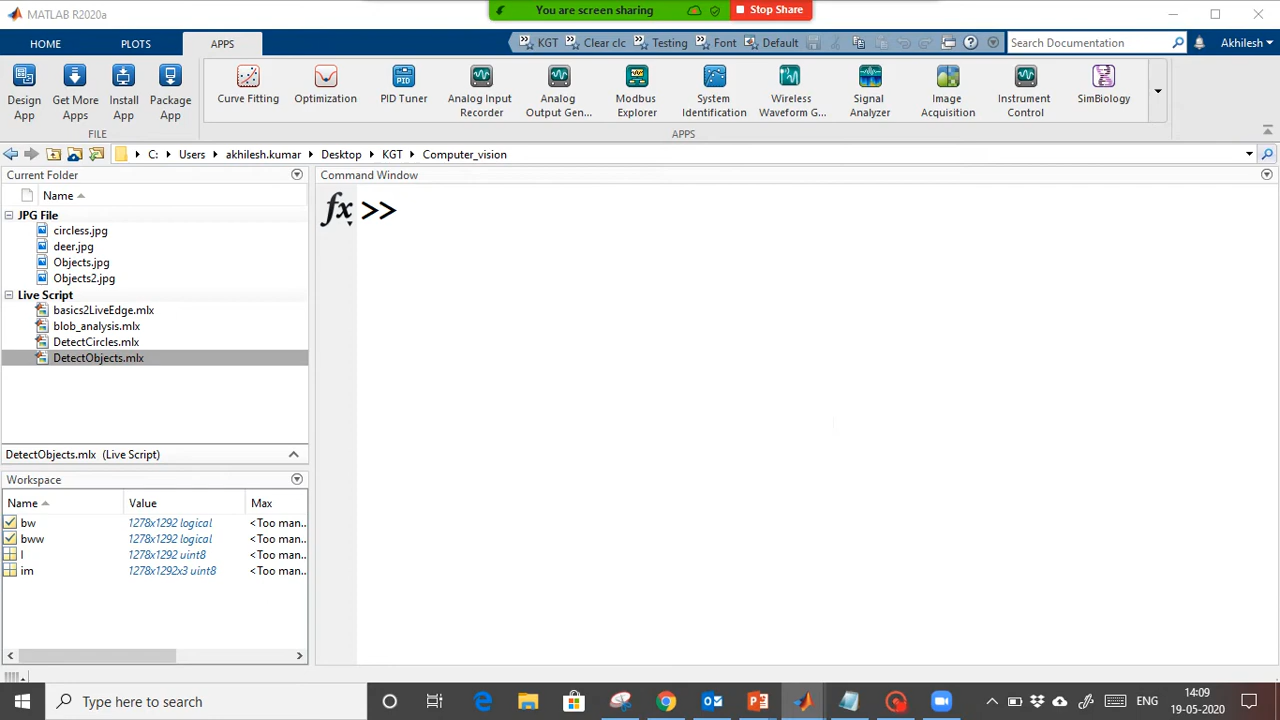 MATLAB R2020a
You are screen sharing
Stop Share
HOME PLOTS APPS
KGT Clear clc Testing Font Default
Search Documentation
Akhilesh
Design App
Get More Apps
Install App
Package App
Curve Fitting
Optimization
PID Tuner
Analog Input Recorder
Analog Output Gen...
Modbus Explorer
System Identification
Wireless Waveform G...
Signal Analyzer
Image Acquisition
Instrument Control
SimBiology
FILE
APPS
C: Users akhilesh.kumar Desktop KGT Computer_vision
Current Folder
Name
JPG File
circless.jpg
deer.jpg
Objects.jpg
Objects2.jpg
Live Script
basics2LiveEdge.mlx
blob_analysis.mlx
DetectCircles.mlx
DetectObjects.mlx
DetectObjects.mlx (Live Script)
Workspace
Name Value Max
bw 1278x1292 logical <Too man..
bww 1278x1292 logical <Too man..
I 1278x1292 uint8 <Too man..
im 1278x1292x3 uint8 <Too man..
Command Window
fx >>
Type here to search
ENG
14:09
19-05-2020